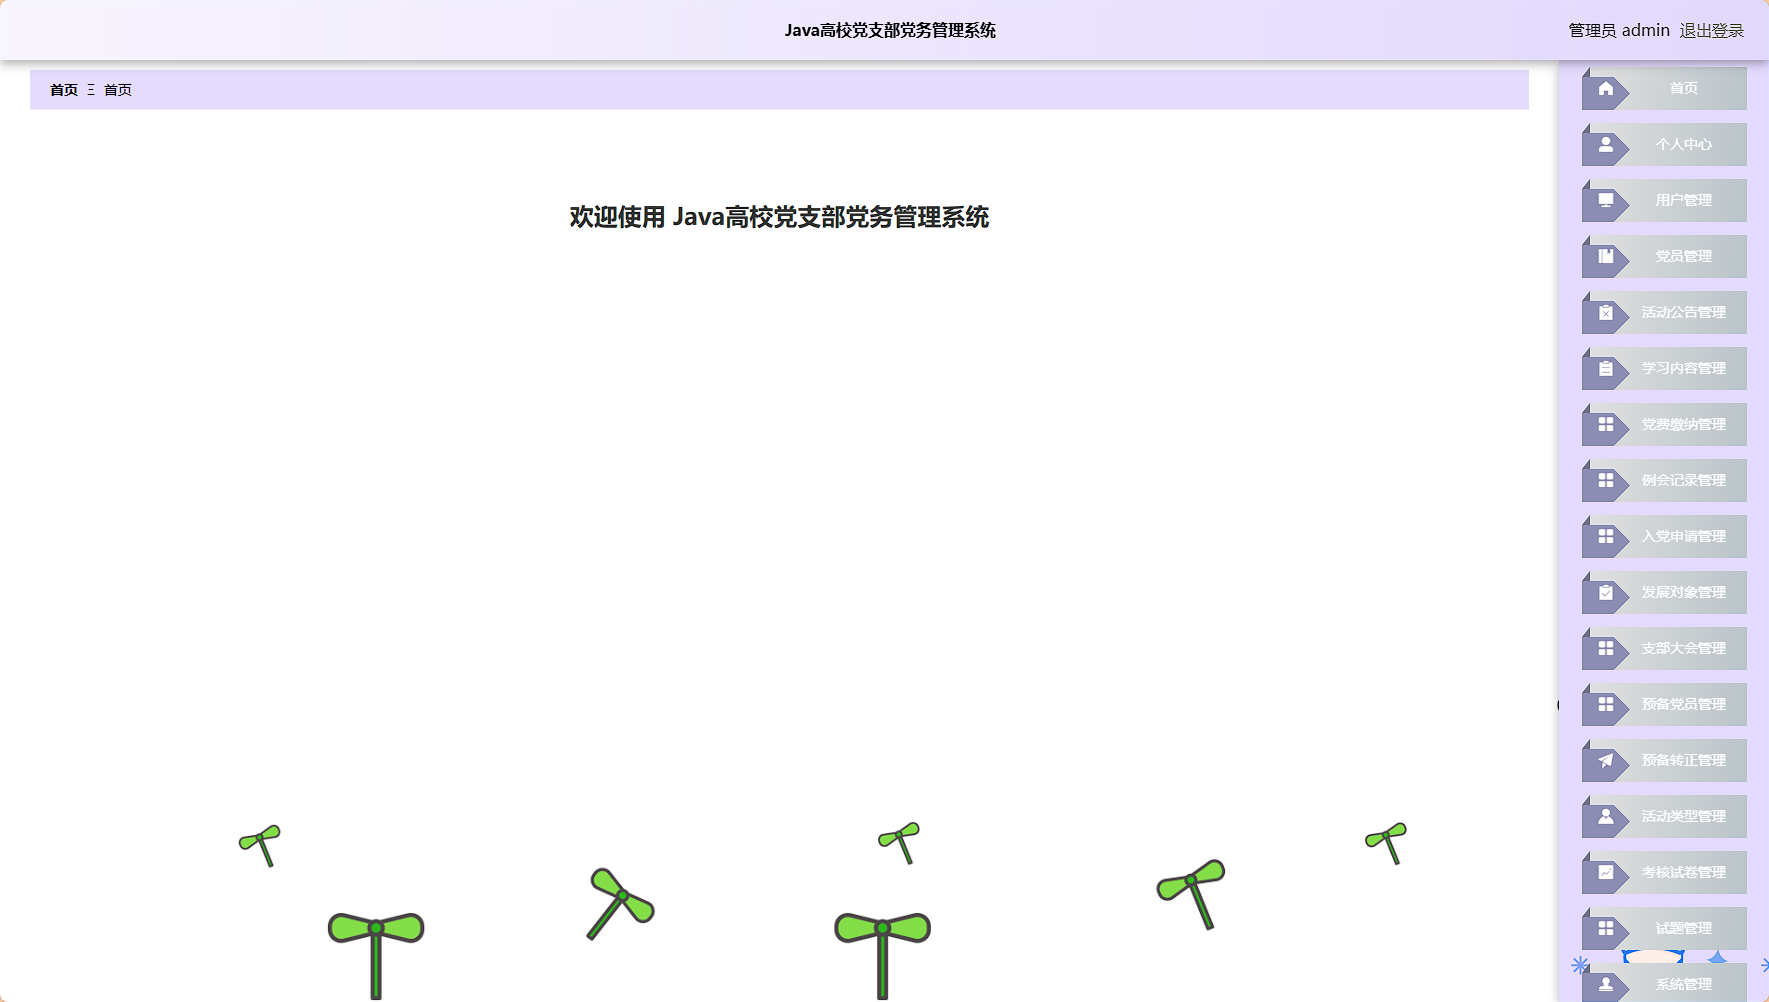 Java高校党支部党务管理系统
管理员 admin 退出登录
首页 Ξ 首页
欢迎使用 Java高校党支部党务管理系统
首页
个人中心
用户管理
党员管理
活动公告管理
学习内容管理
党费缴纳管理
例会记录管理
入党申请管理
发展对象管理
支部大会管理
预备党员管理
预备转正管理
活动类型管理
考核试卷管理
试题管理
系统管理